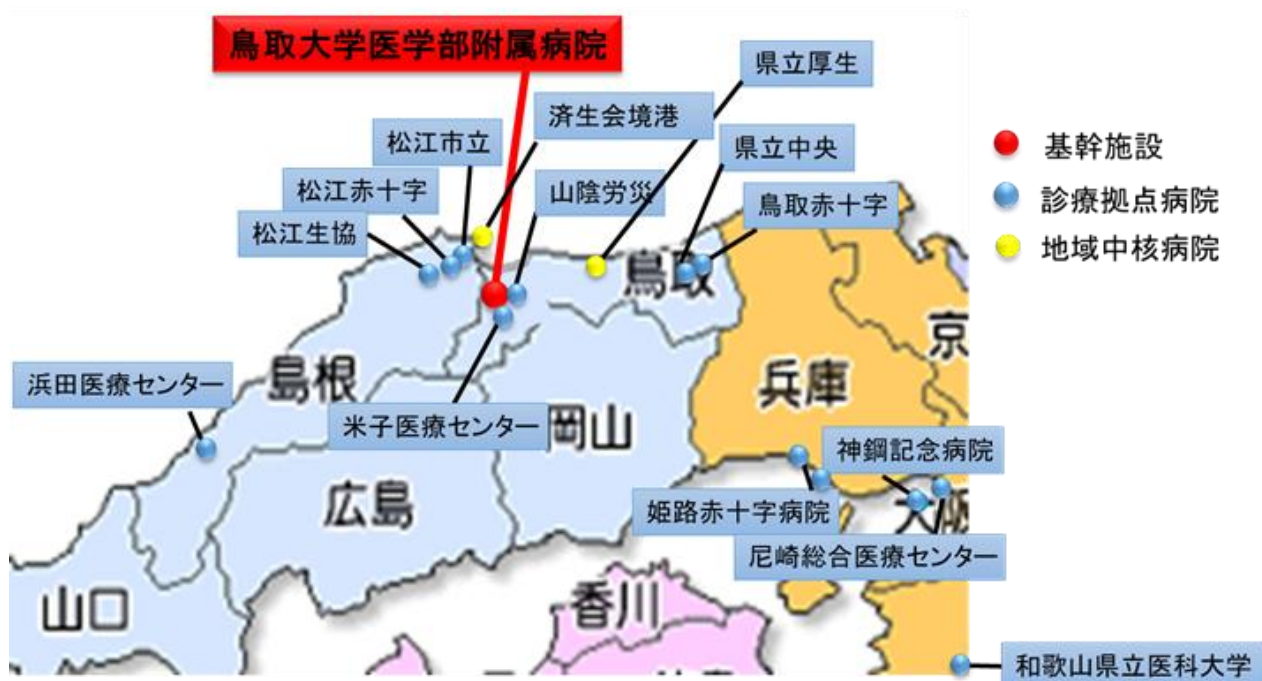 鳥取大学医学部附属病院
県立厚生
済生会境港
松江市立
県立中央
基幹施設
松江赤十字
山陰労災
鳥取赤十字
診療拠点病院
松江生協
地域中核病院
鳥取
京
島根
兵庫
浜田医療センター
米子医療センター
岡山
神鋼記念病院
広島
姫路赤十字病院
大阪
尼崎総合医療センター
山口
香川
和歌山県立医科大学